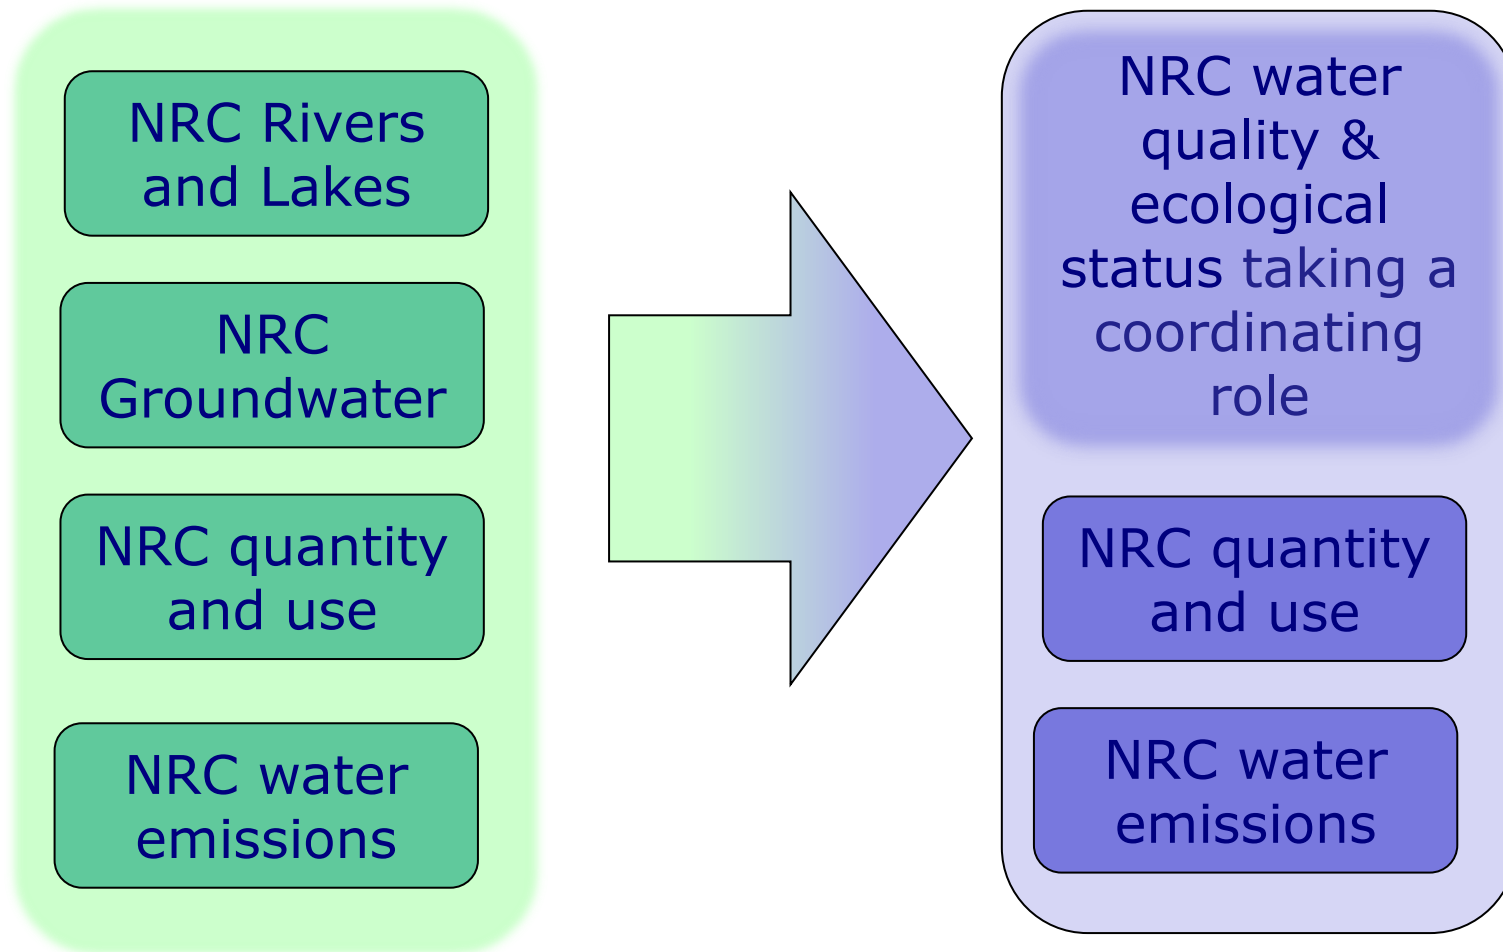 NRC Rivers
and Lakes
NRC
Groundwater
NRC quantity
and use
NRC water
emissions
NRC water
quality &
ecological
status taking a
coordinating
role
NRC quantity
and use
NRC water
emissions